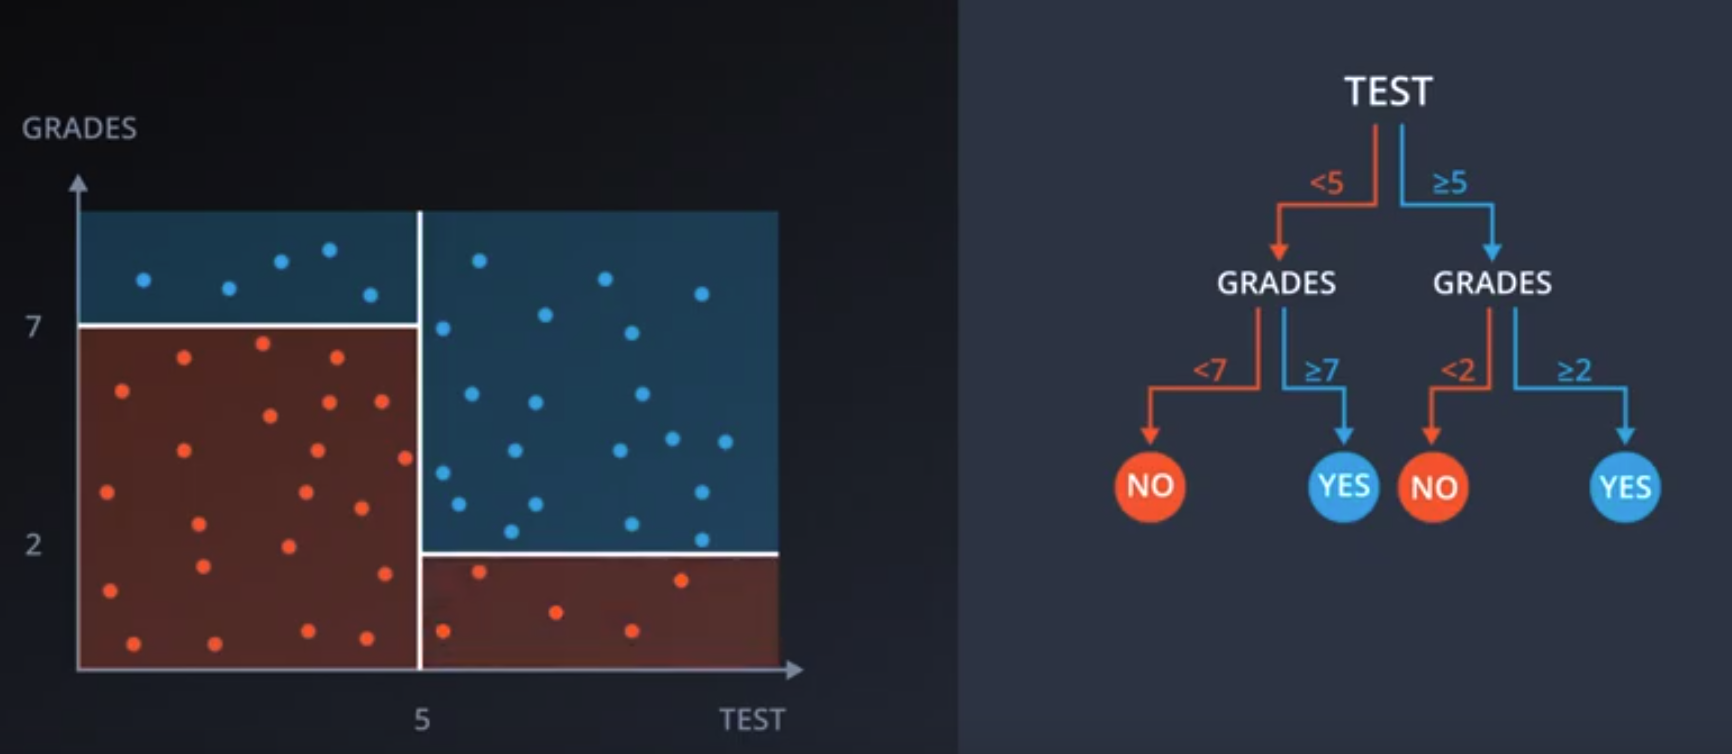 GRADES
7
2
5
TEST
TEST
<5
≥5
GRADES
GRADES
<7
≥7
<2
≥2
NO
YES
NO
YES